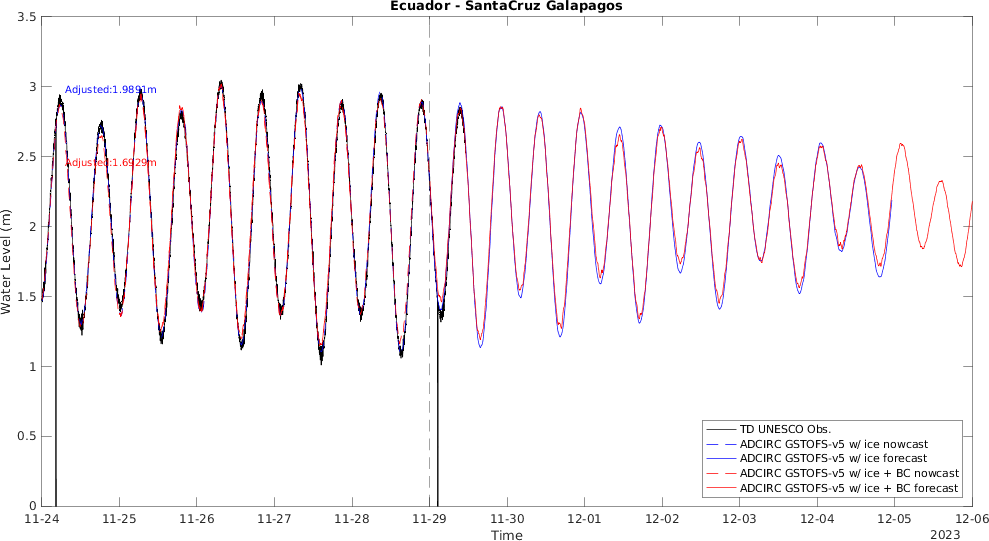 Ecuador - SantaCruz Galapagos
3.5
3
2.5
2
1.5
1
0.5
0
Water Level (m)
Adjusted:1.9891m
Adjusted:1.6929m
TD UNESCO Obs.
ADCIRC GSTOFS-v5 w/ ice nowcast
ADCIRC GSTOFS-v5 w/ ice forecast
ADCIRC GSTOFS-v5 w/ ice + BC nowcast
ADCIRC GSTOFS-v5 w/ ice + BC forecast
11-24 11-25 11-26 11-27 11-28 11-29 11-30 12-01 12-02 12-03 12-04 12-05 12-06
Time
2023